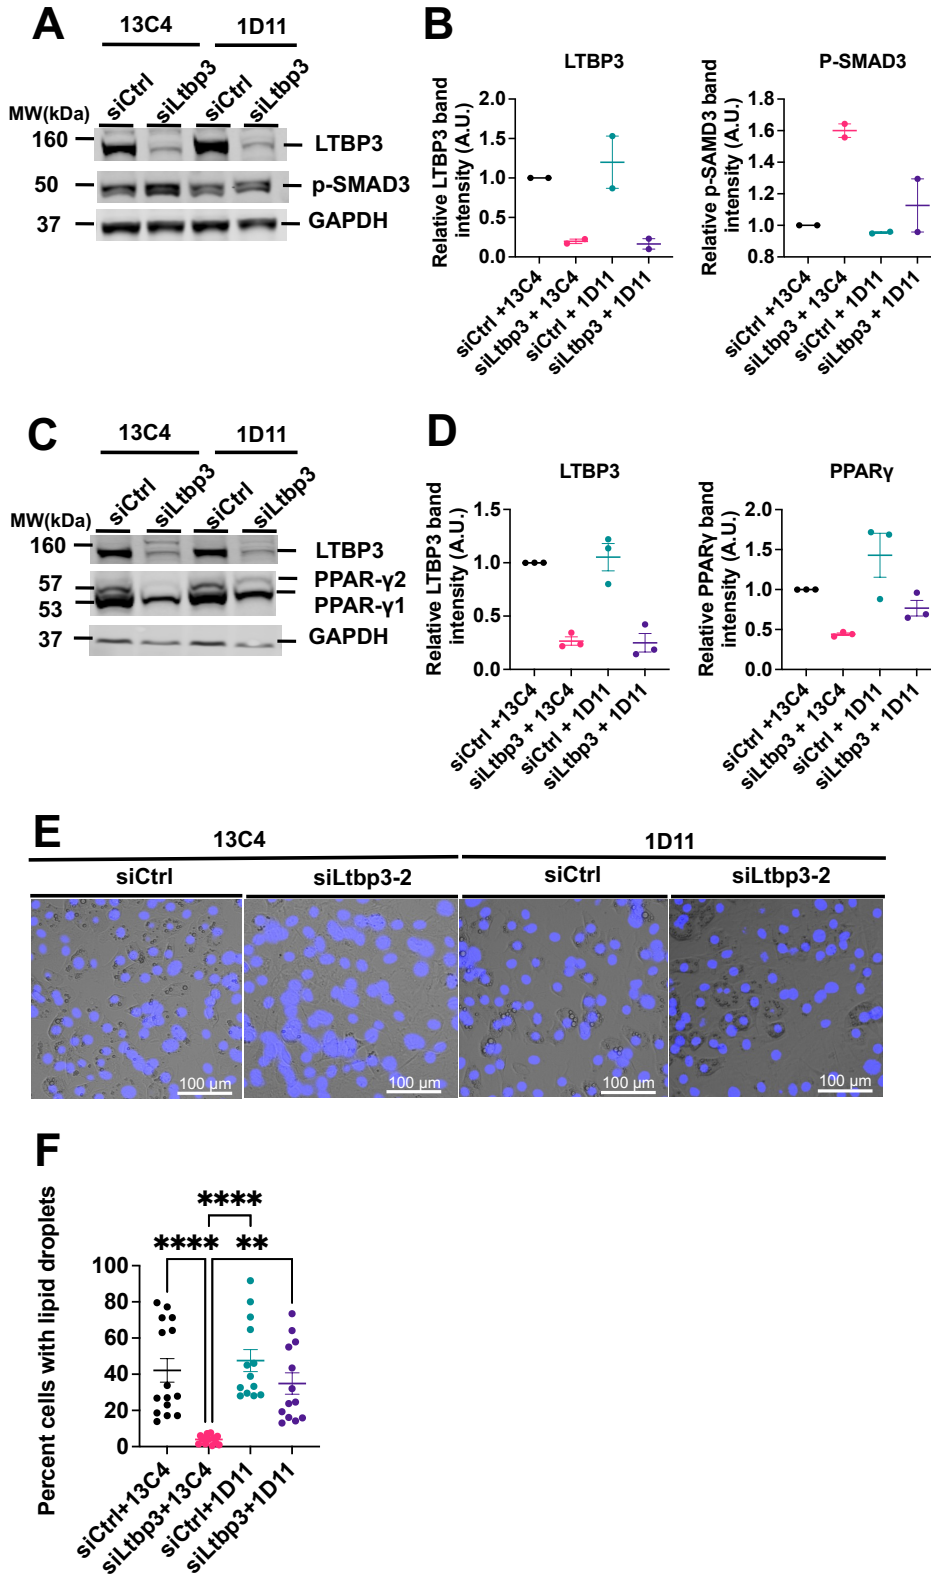 A
13C4 1D11
siCtrl siLtbp3 siCtrl siLtbp3
MW(kDa)
160 LTBP3
50 p-SMAD3
37 GAPDH
B
LTBP3
Relative LTBP3 band
intensity (A.U.)
2.0
1.5
1.0
0.5
0.0
siCtrl +13C4
siLtbp3 + 13C4
siCtrl + 1D11
siLtbp3 + 1D11
P-SMAD3
Relative p-SAMD3 band
intensity (A.U.)
1.8
1.6
1.4
1.2
1.0
0.8
siCtrl +13C4
siLtbp3 + 13C4
siCtrl + 1D11
siLtbp3 + 1D11
C
13C4 1D11
siCtrl siLtbp3 siCtrl siLtbp3
MW(kDa)
160 LTBP3
57 PPAR-γ2
53 PPAR-γ1
37 GAPDH
D
LTBP3
Relative LTBP3 band
intensity (A.U.)
1.5
1.0
0.5
0.0
siCtrl +13C4
siLtbp3 + 13C4
siCtrl + 1D11
siLtbp3 + 1D11
PPARγ
Relative PPARγ band
intensity (A.U.)
2.0
1.5
1.0
0.5
0.0
siCtrl +13C4
siLtbp3 + 13C4
siCtrl + 1D11
siLtbp3 + 1D11
E
13C4 1D11
siCtrl siLtbp3-2 siCtrl siLtbp3-2
100 μm 100 μm 100 μm 100 μm
F
Percent cells with lipid droplets
****
**** **
100
80
60
40
20
0
siCtrl+13C4
siLtbp3+13C4
siCtrl+1D11
siLtbp3+1D11